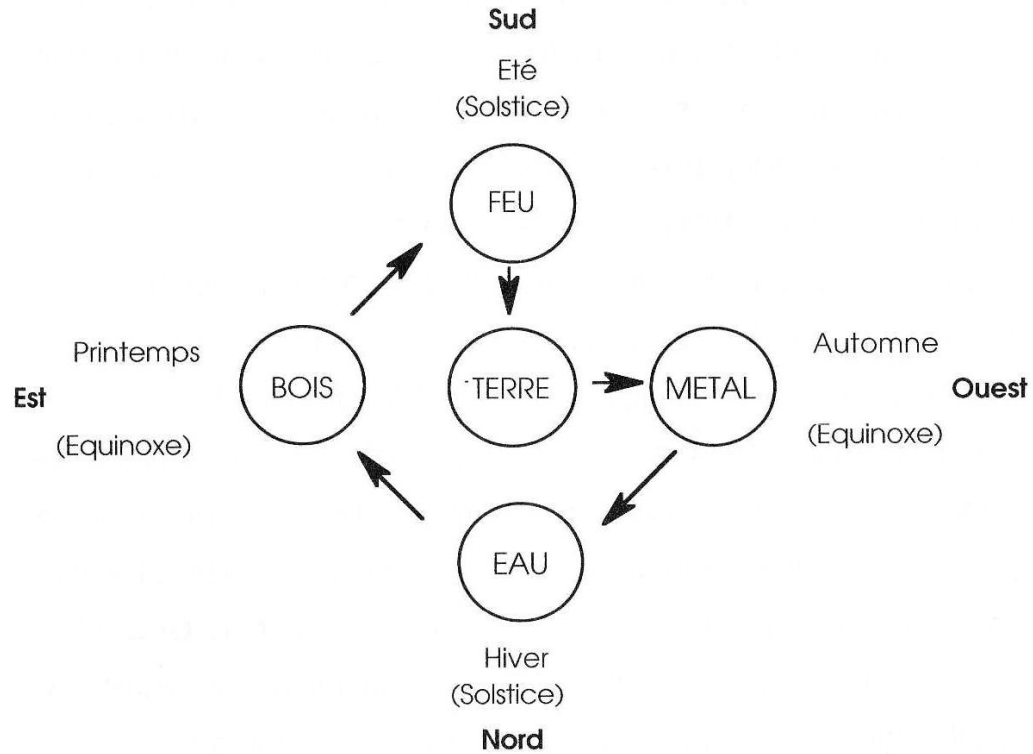 Sud
Eté
(Solstice)
FEU
Printemps
Est
(Equinoxe)
BOIS
TERRE
METAL
Automne
Ouest
(Equinoxe)
EAU
Hiver
(Solstice)
Nord